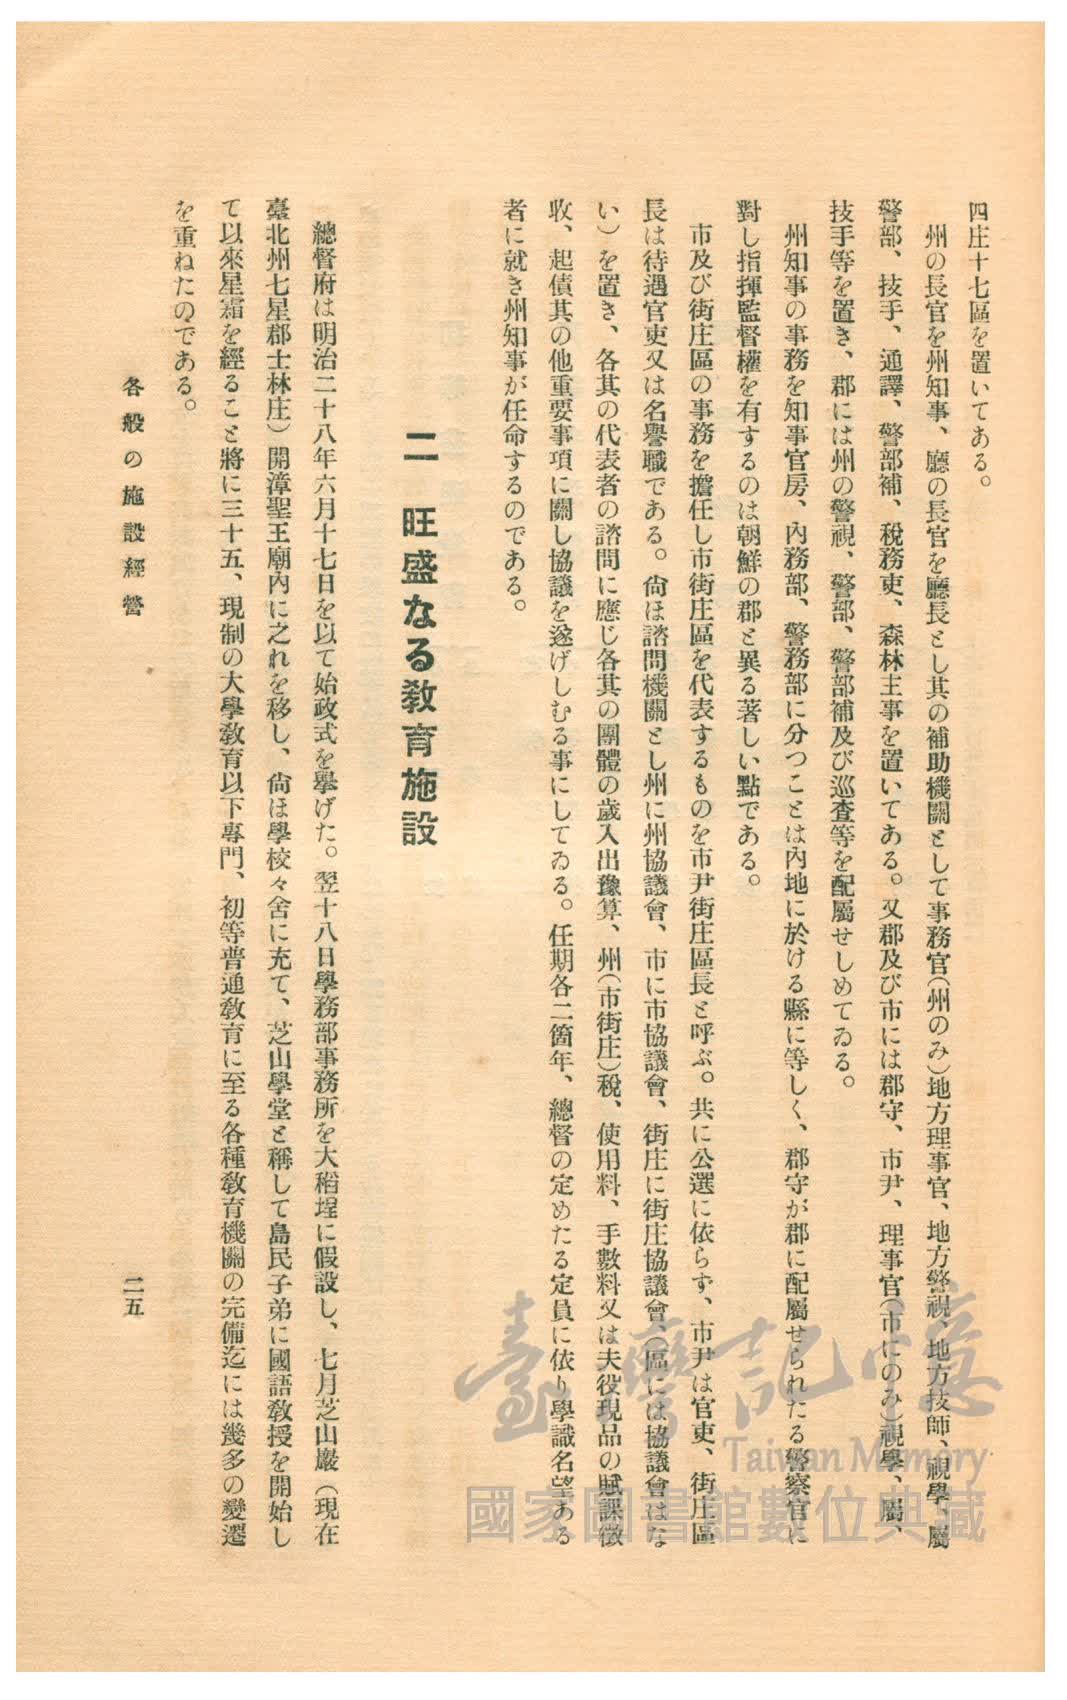 四庄十七區を置いてある。
州の長官を州知事、廳の長官を廳長とし其の補助機關として事務官(州のみ)地方理事官、地方警視、地方技師、視學、屬
警部、技手、通譯、警部補、稅務吏、森林主事を置いてある。又郡及び市には郡守、市尹、理事官(市にのみ)視學、屬、
技手等を置き、郡には州の警視、警部、警部補及び巡査等を配屬せしめてゐる。
州知事の事務を知事官房、內務部、警務部に分つことは內地に於ける縣に等しく、郡守が郡に配屬せられたる警察官に
對し指揮監督權を有するのは朝鮮の郡と異る著しい點である。
市及び街庄區の事務を擔任し市街庄區を代表するものを市尹街庄區長と呼ぶ。共に公選に依らず、市尹は官吏、街庄區
長は待遇官吏又は名譽職である。尙ほ諮問機關とし州に州協議會、市に市協議會、街庄に街庄協議會、(區には協議會はな
い)を置き、各其の代表者の諮問に應じ各其の團體の歲入出豫算、州(市街庄)稅、使用料、手數料又は夫役現品の賦課徵
收、起債其の他重要事項に關し協議を遂げしむる事にしてゐる。任期各二箇年、總督の定めたる定員に依り學識名望ある
者に就き州知事が任命するのである。
二 旺盛なる教育施設
總督府は明治二十八年六月十七日を以て始政式を擧げた。翌十八日學務部事務所を大稻埕に假設し、七月芝山巖(現在
臺北州七星郡士林庄)開漳聖王廟內に之れを移し、尙ほ學校々舍に充て、芝山學堂と稱して島民子弟に國語教授を開始し
て以來星霜を經ること將に三十五、現制の大學教育以下專門、初等普通教育に至る各種教育機關の完備迄には幾多の變遷
を重ねたのである。
各般の施設經營
二五
臺灣記憶
Taiwan Memory
國家圖書館數位典藏